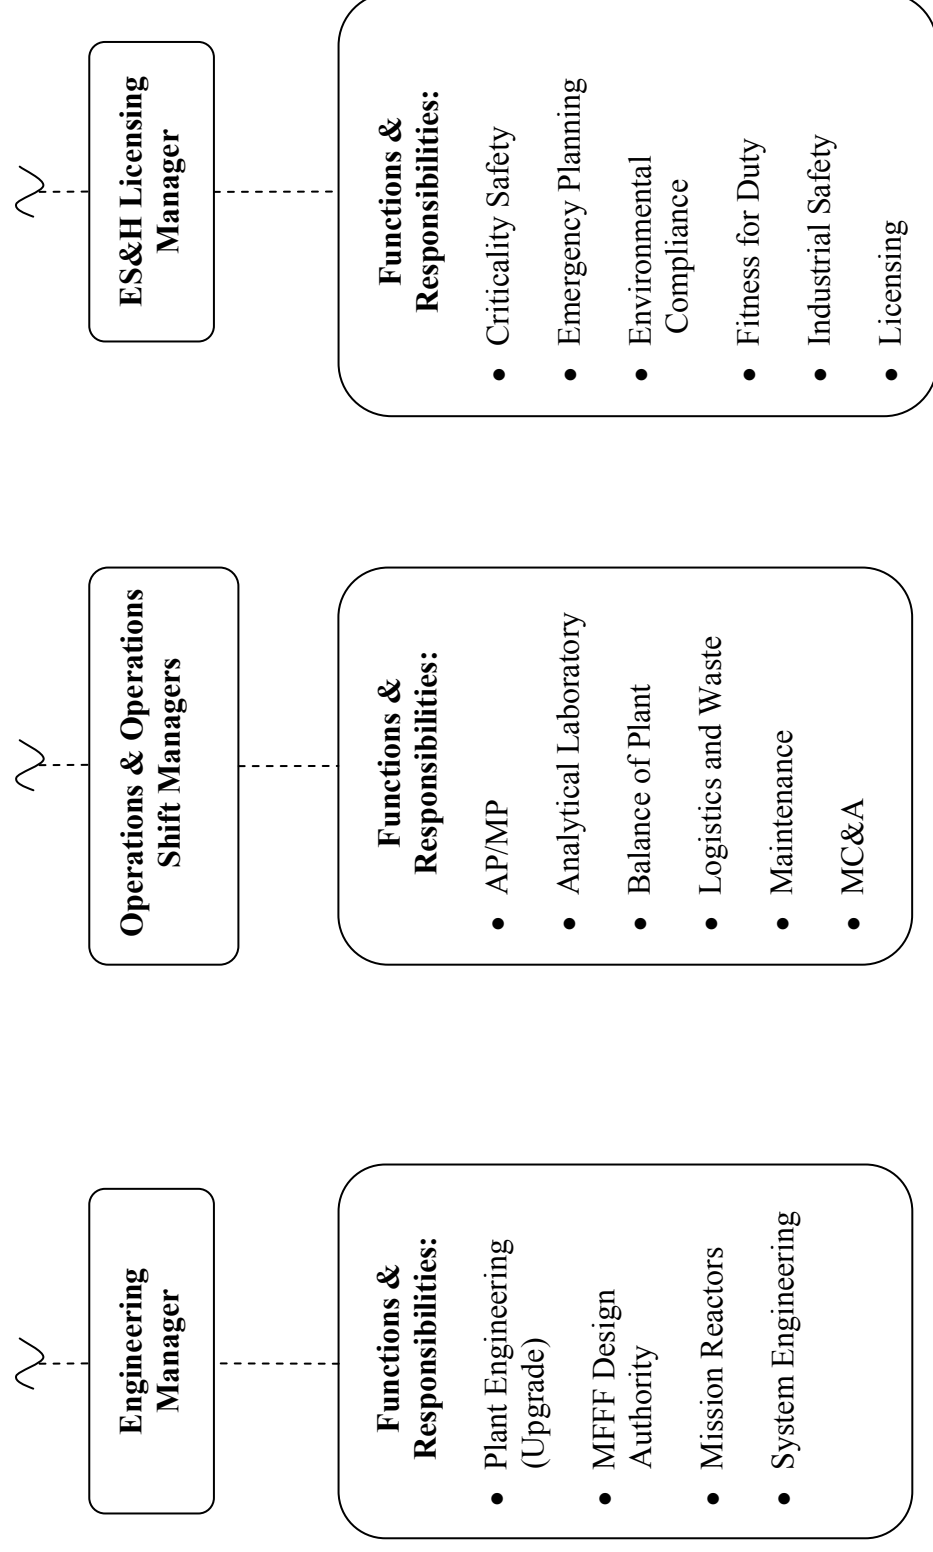 Engineering
Manager
Functions &
Responsibilities:
• Plant Engineering
(Upgrade)
• MFFF Design
Authority
• Mission Reactors
• System Engineering
Operations & Operations
Shift Managers
Functions &
Responsibilities:
• AP/MP
• Analytical Laboratory
• Balance of Plant
• Logistics and Waste
• Maintenance
• MC&A
ES&H Licensing
Manager
Functions &
Responsibilities:
• Criticality Safety
• Emergency Planning
• Environmental
Compliance
• Fitness for Duty
• Industrial Safety
• Licensing